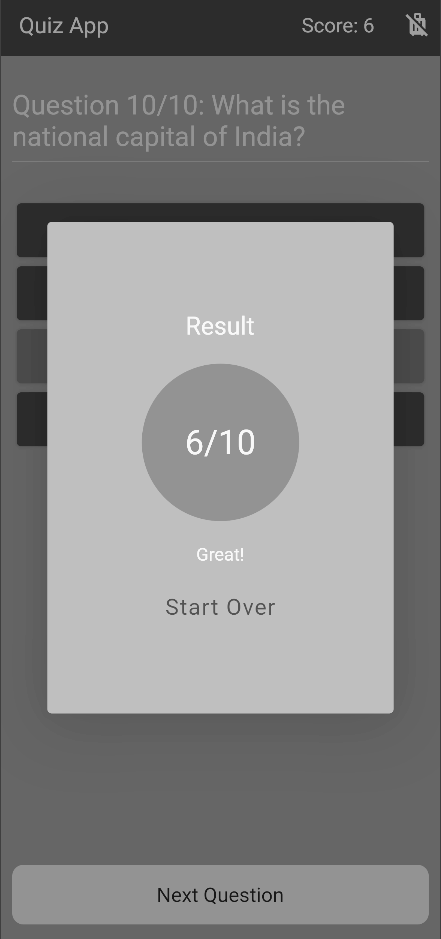 Quiz App
Score: 6
Question 10/10: What is the
national capital of India?
Result
6/10
Great!
Start Over
Next Question